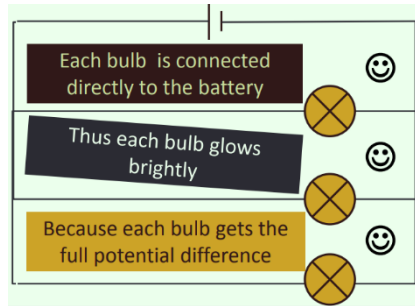 Each bulb is connected
directly to the battery
Thus each bulb glows
brightly
Because each bulb gets the
full potential difference